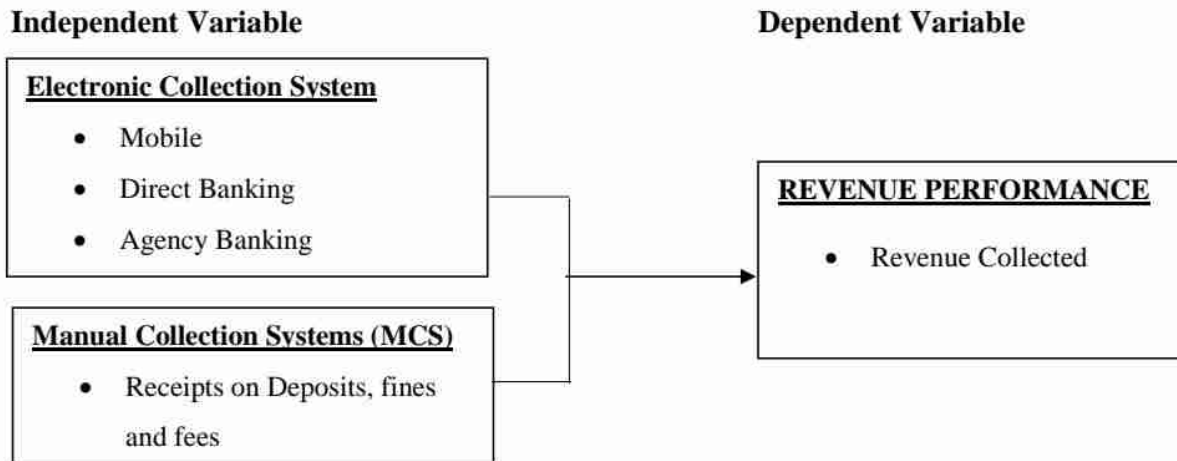 Independent Variable
Dependent Variable
Electronic Collection System
• Mobile
• Direct Banking
• Agency Banking
REVENUE PERFORMANCE
• Revenue Collected
Manual Collection Systems (MCS)
• Receipts on Deposits, fines
and fees